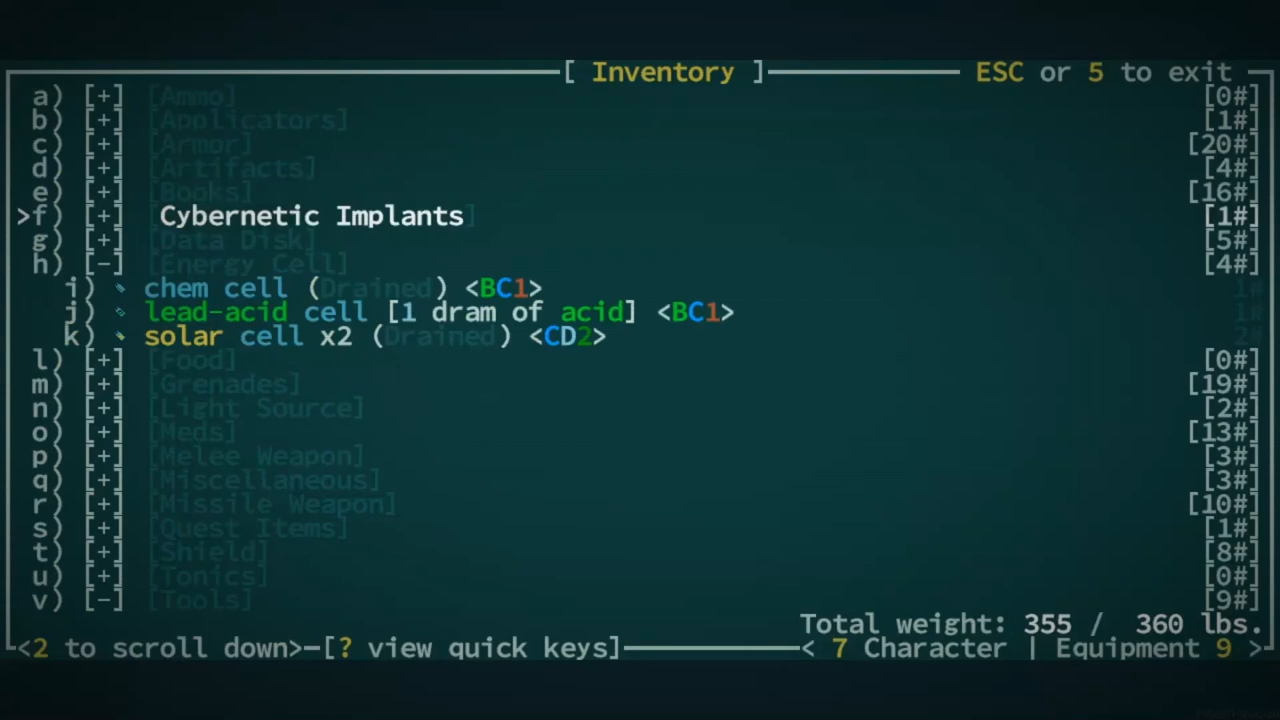 [ Inventory ] ESC or 5 to exit
a) [+] [Ammo] [0#]
b) [+] [Applicators] [1#]
c) [+] [Armor] [20#]
d) [+] [Artifacts] [4#]
e) [+] [Books] [16#]
>f) [+] Cybernetic Implants] [1#]
g) [+] [Data Disk] [5#]
h) [-] [Energy Cell] [4#]
i) chem cell (Drained) <BC1> 1#
j) lead-acid cell [1 dram of acid] <BC1> 1#
k) solar cell x2 (Drained) <CD2> 2#
l) [+] [Food] [0#]
m) [+] [Grenades] [19#]
n) [+] [Light Source] [2#]
o) [+] [Meds] [13#]
p) [+] [Melee Weapon] [3#]
q) [+] [Miscellaneous] [3#]
r) [+] [Missile Weapon] [10#]
s) [+] [Quest Items] [1#]
t) [+] [Shield] [8#]
u) [+] [Tonics] [0#]
v) [-] [Tools] [9#]
Total weight: 355 / 360 lbs.
<2 to scroll down> [? view quick keys] < 7 Character | Equipment 9 >